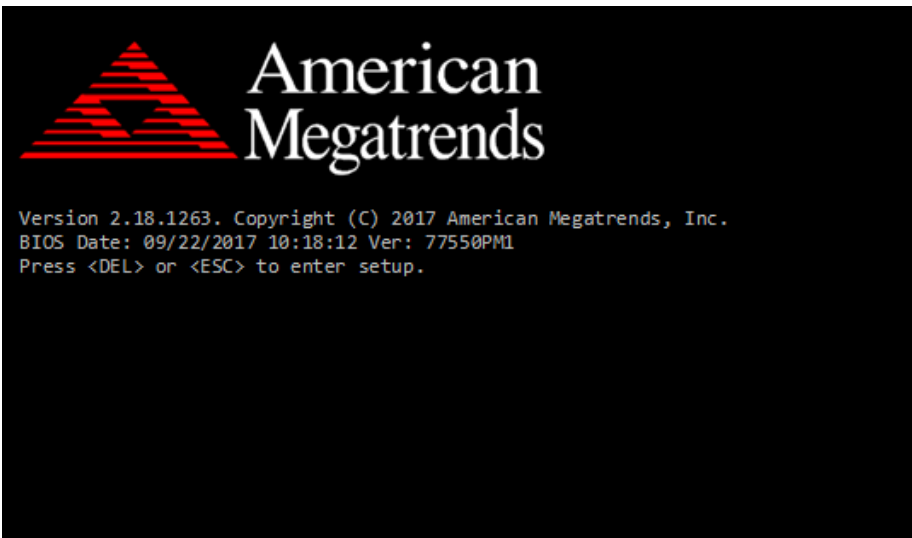 American
Megatrends
Version 2.18.1263. Copyright (C) 2017 American Megatrends, Inc.
BIOS Date: 09/22/2017 10:18:12 Ver: 77550PM1
Press <DEL> or <ESC> to enter setup.